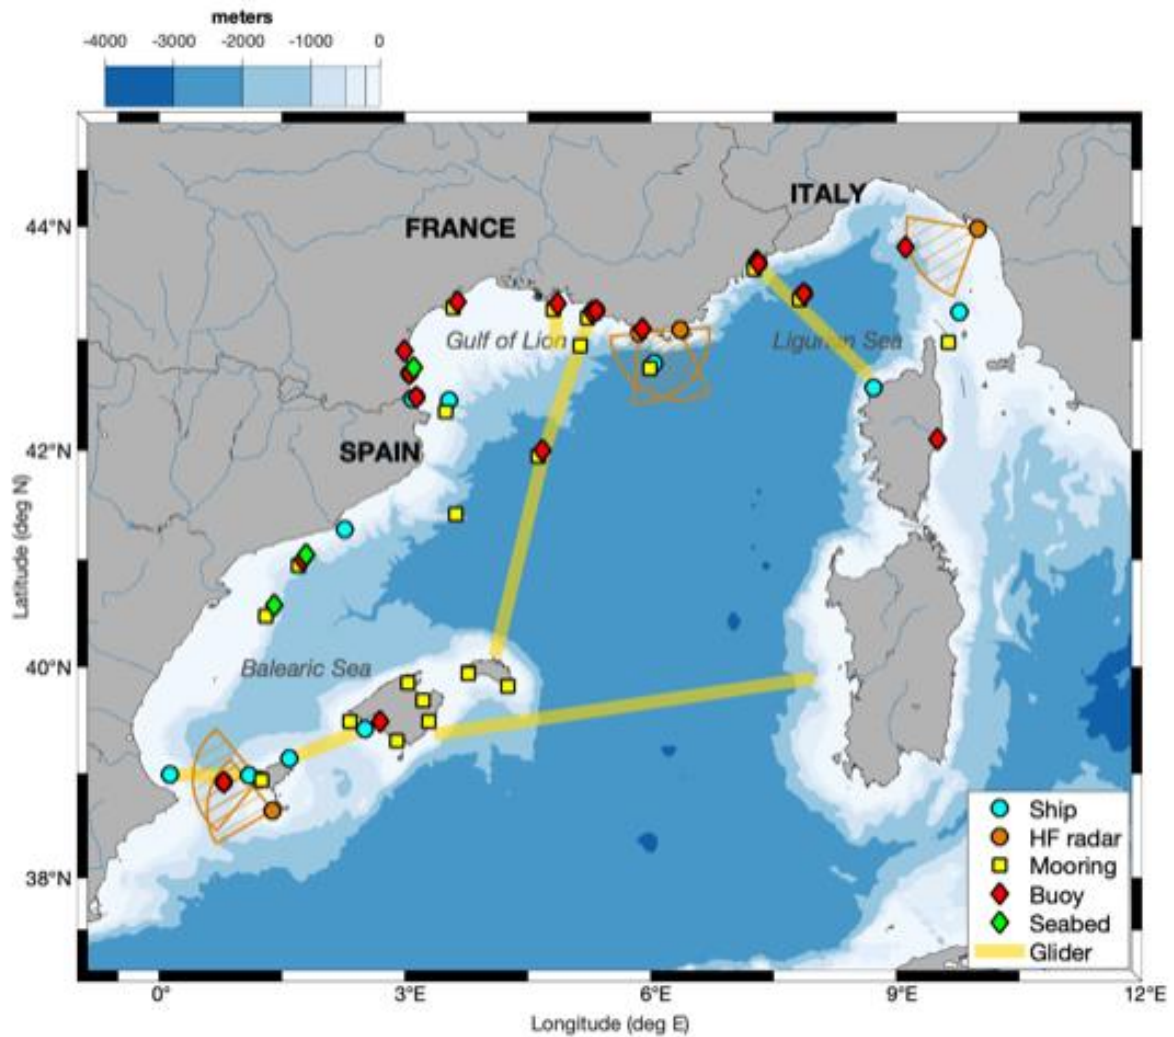 meters
-4000 -3000 -2000 -1000 0
ITALY
44°N
FRANCE
Gulf of Lion
Ligurian Sea
42°N
SPAIN
Latitude (deg N)
40°N
Balearic Sea
Ship
HF radar
Mooring
38°N
Buoy
Seabed
Glider
0° 3°E 6°E 9°E 12°E
Longitude (deg E)